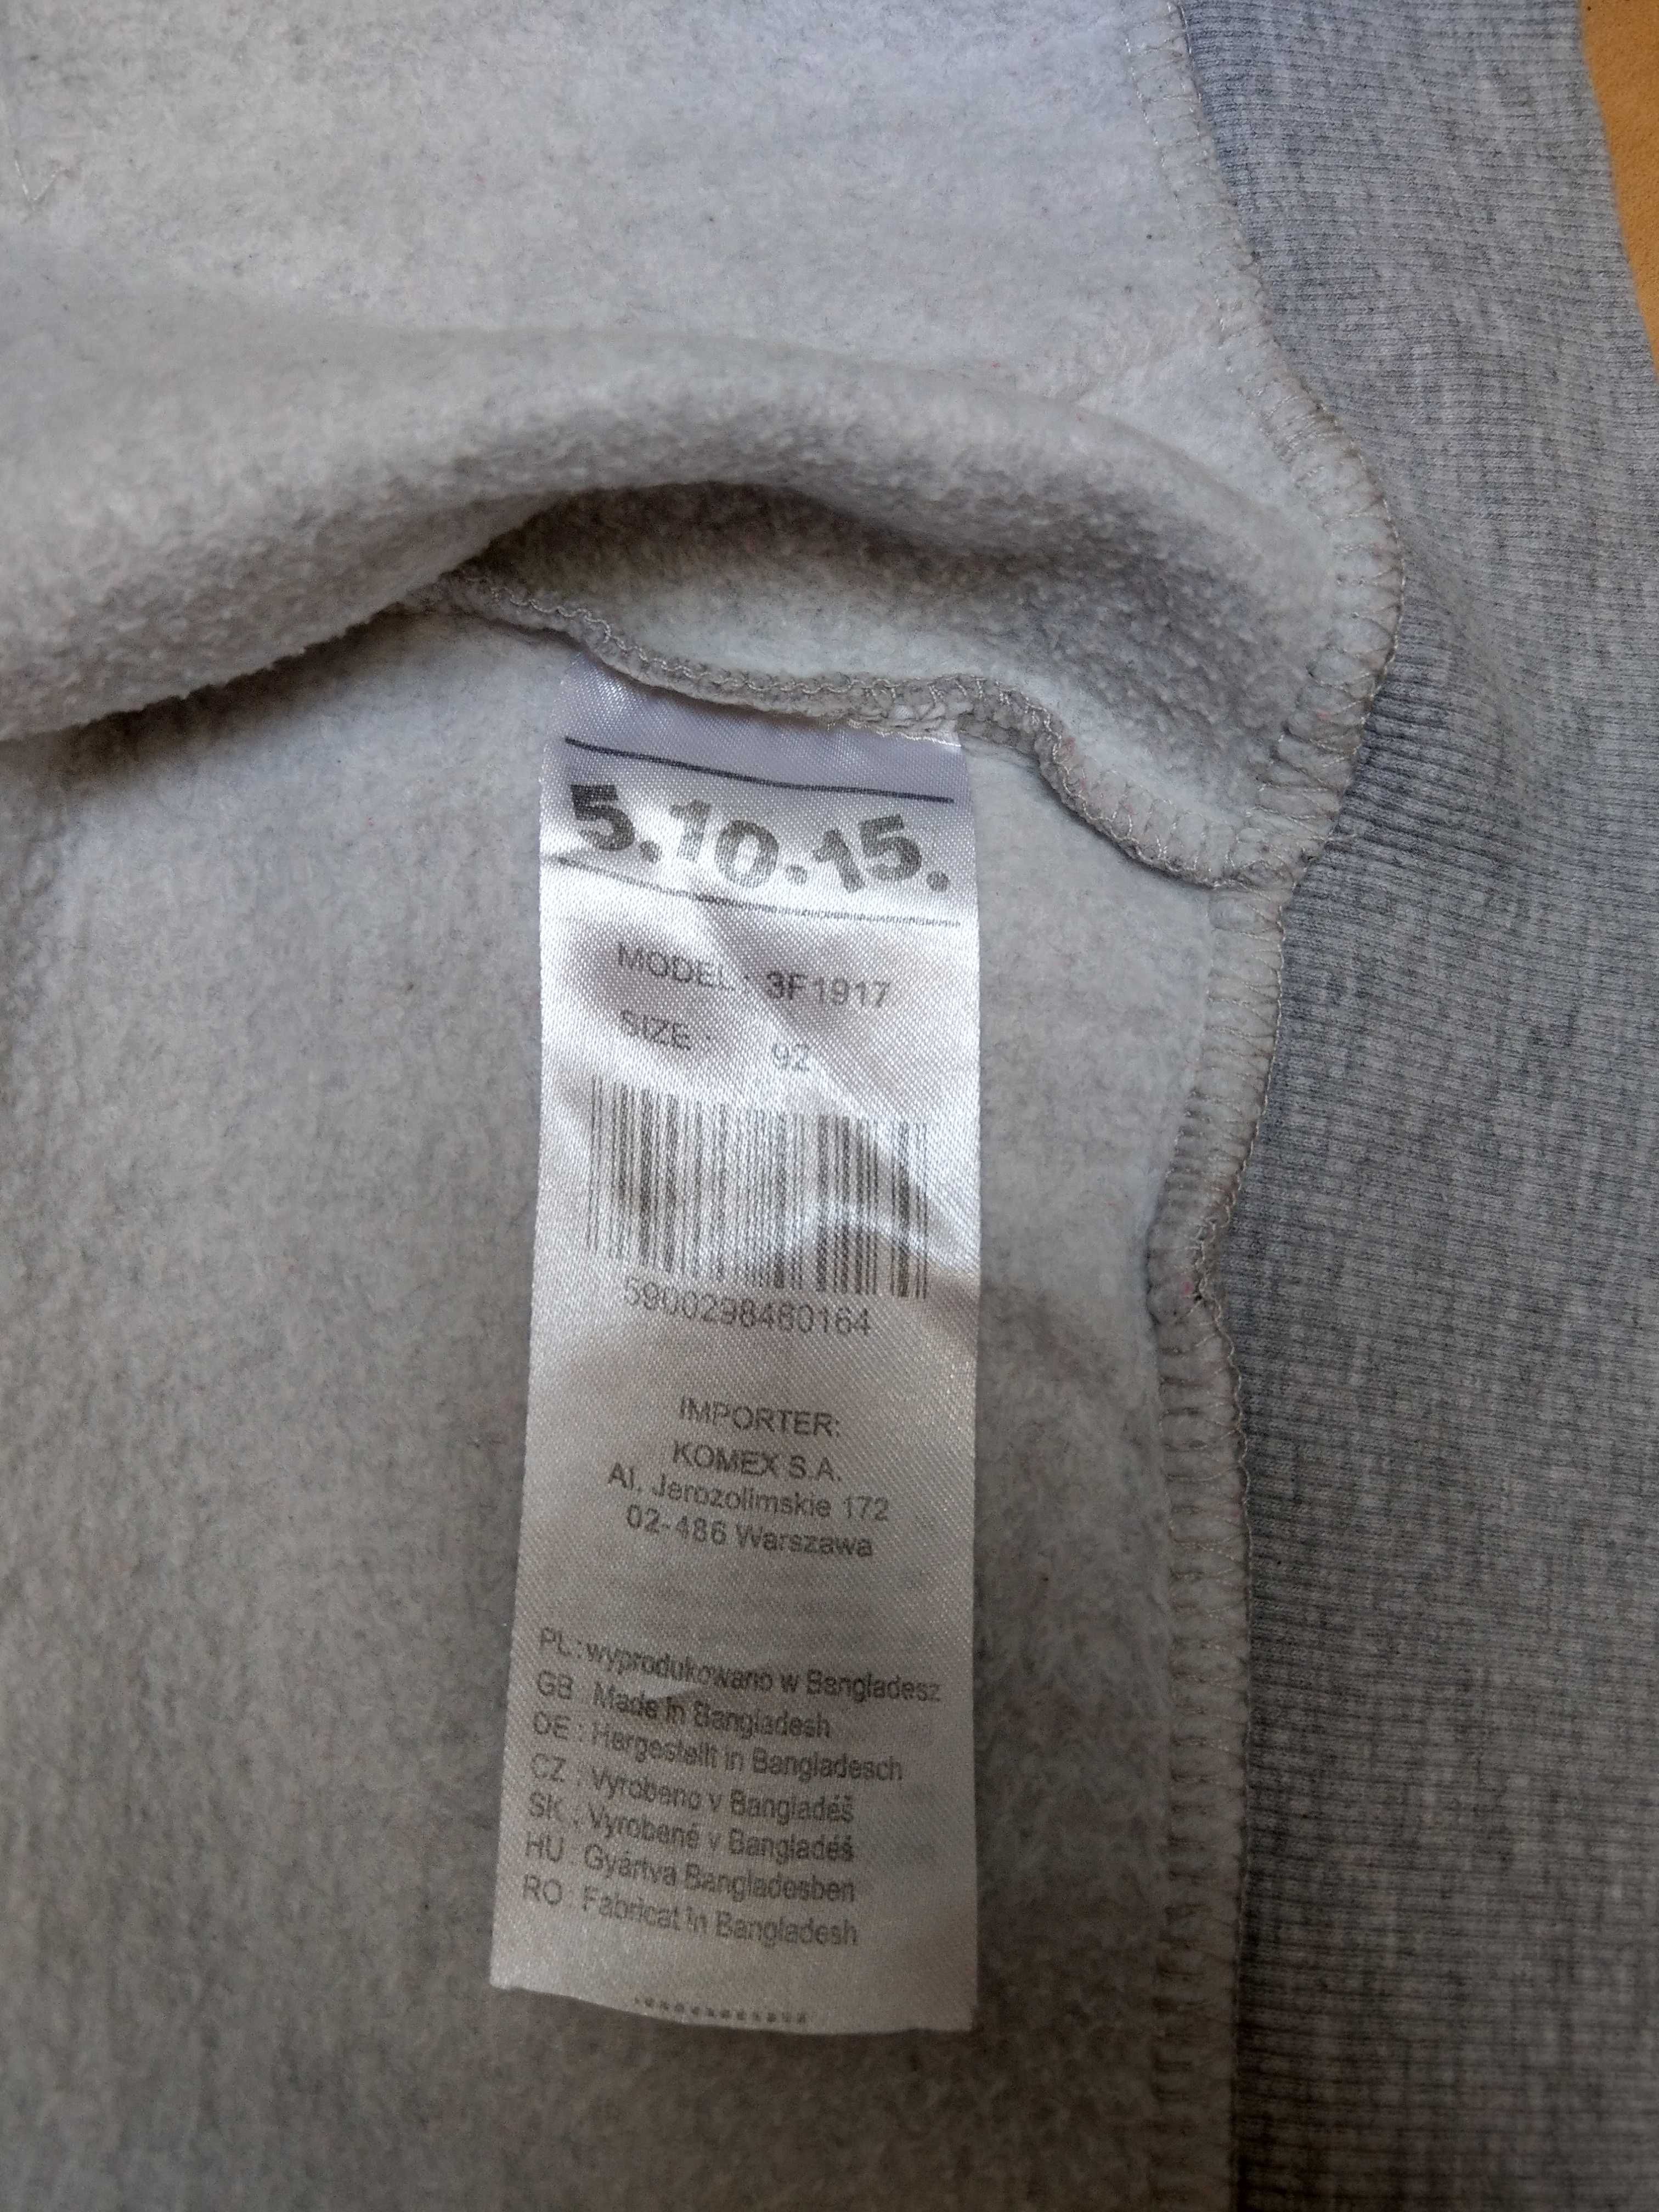 5.10.15.
MODEL : 3F1917
SIZE : 92
5900298480164
IMPORTER:
KOMEX S.A.
Al. Jerozolimskie 172
02-486 Warszawa
PL : wyprodukowano w Bangladesz
GB : Made in Bangladesh
DE : Hergestellt in Bangladesch
CZ : Vyrobeno v Bangladéš
SK : Vyrobené v Bangladéš
HU : Gyártva Bangladesben
RO : Fabricat in Bangladesh